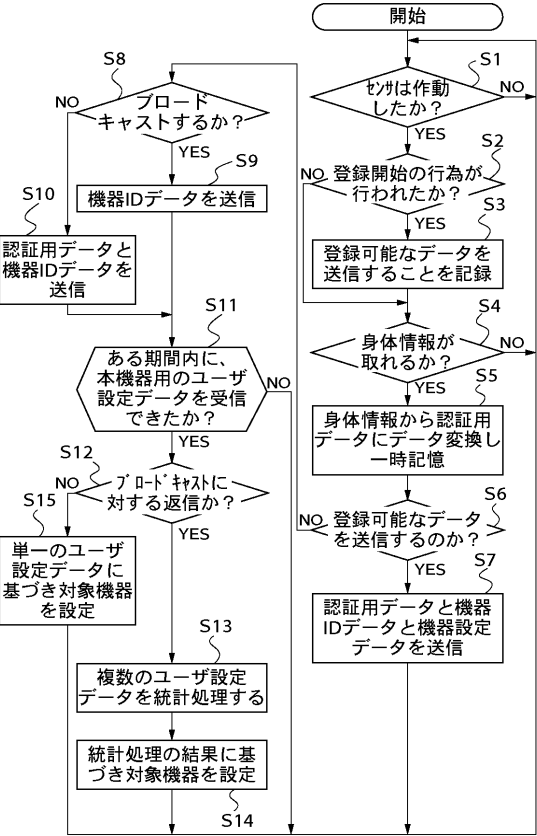 開始
S1
センサは作動
したか？
NO
YES
S2
登録開始の行為が
行われたか？
NO
YES
S3
登録可能なデータを
送信することを記録
S4
身体情報が
取れるか？
NO
YES
S5
身体情報から認証用
データにデータ変換し
一時記憶
S6
登録可能なデータ
を送信するのか？
NO
YES
S7
認証用データと機器
IDデータと機器設定
データを送信
S8
ブロード
キャストするか？
NO
YES
S9
機器IDデータを送信
S10
認証用データと
機器IDデータを
送信
S11
ある期間内に、
本機器用のユーザ
設定データを受信
できたか？
NO
YES
S12
ブロードキャストに
対する返信か？
NO
YES
S15
単一のユーザ
設定データに
基づき対象機器
を設定
S13
複数のユーザ設定
データを統計処理する
統計処理の結果に基
づき対象機器を設定
S14